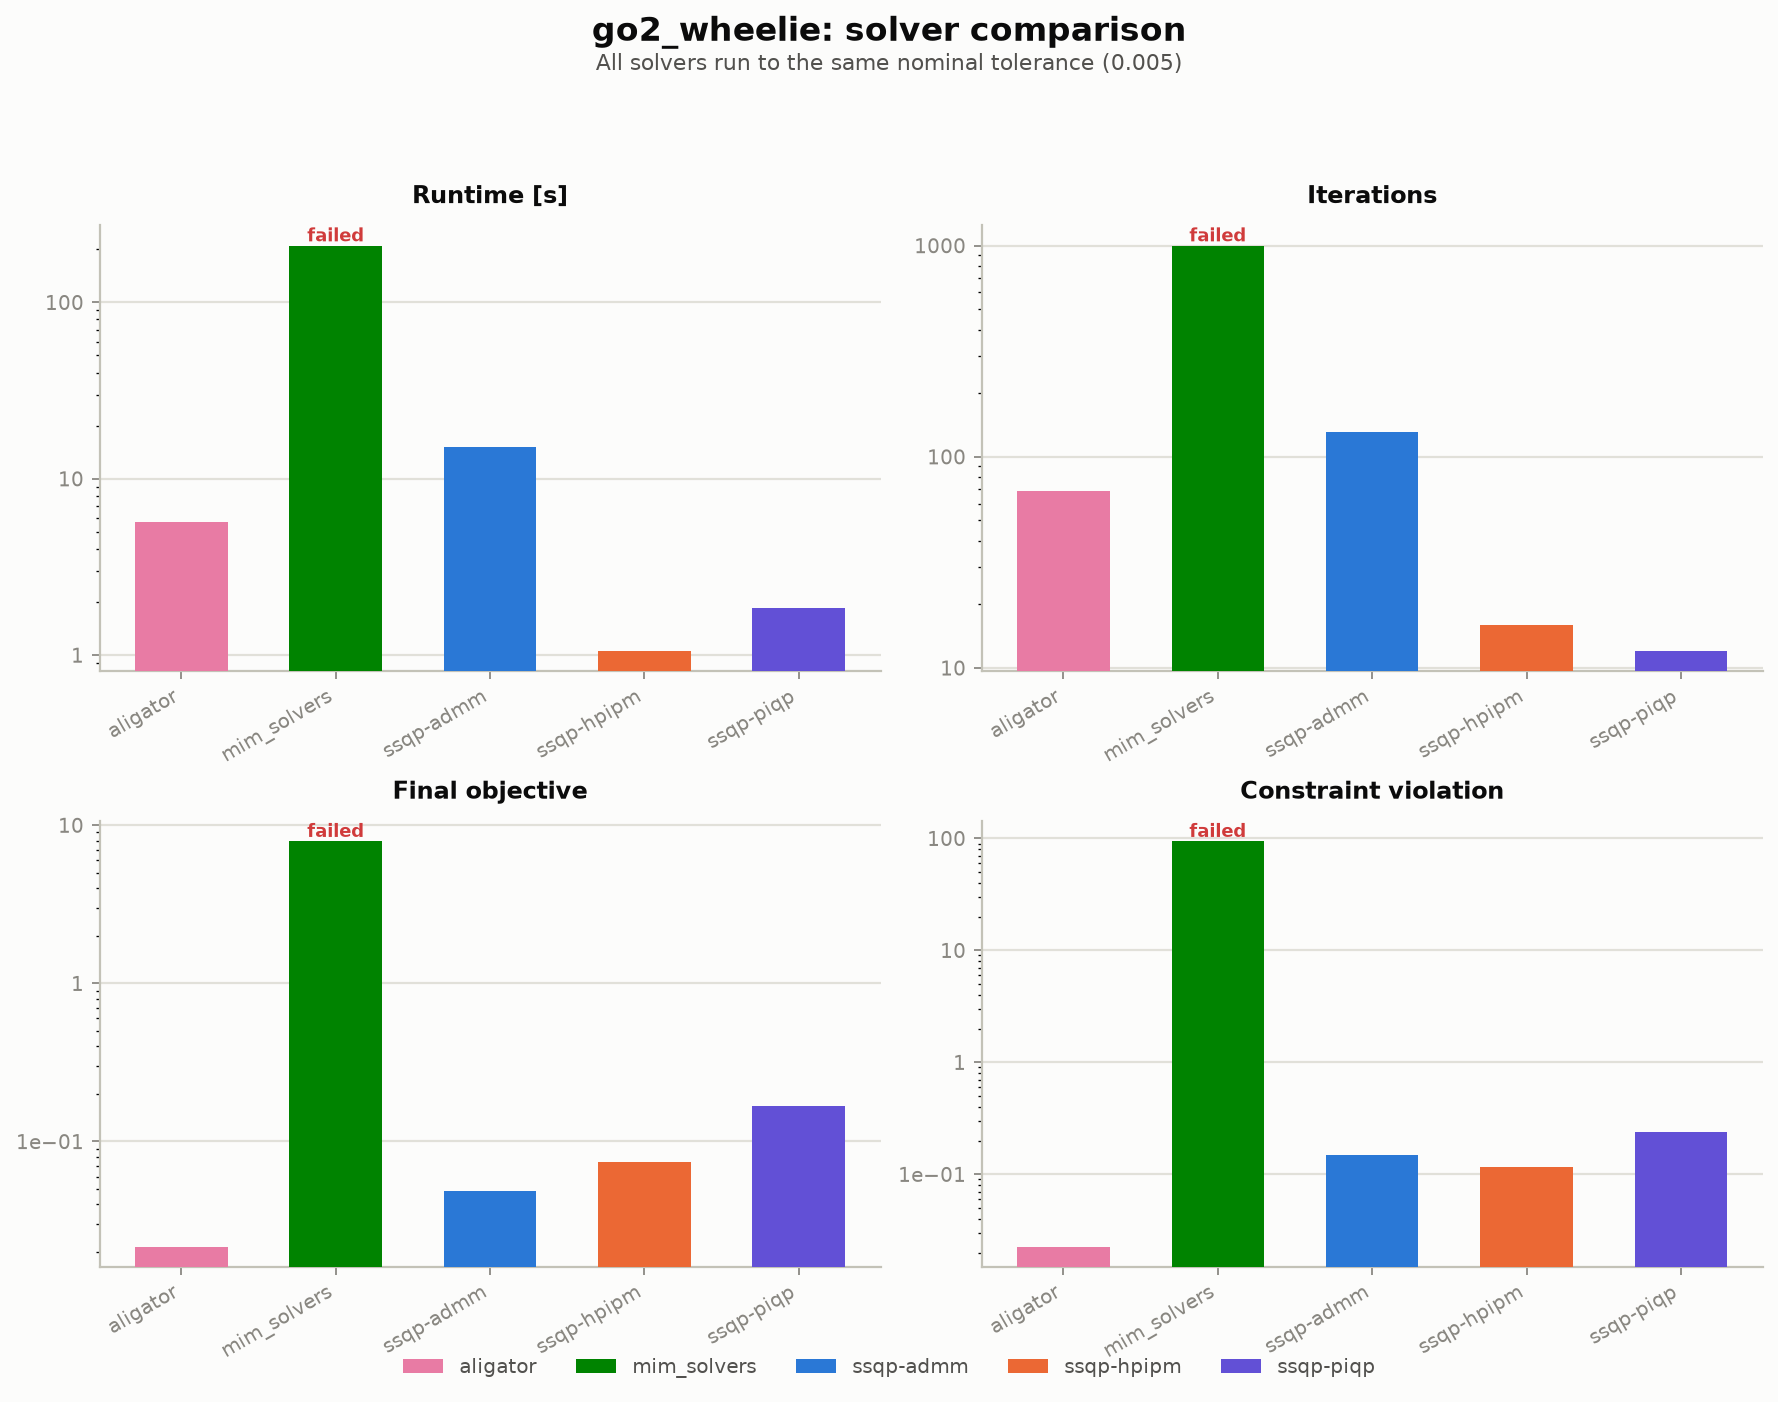 go2_wheelie: solver comparison
All solvers run to the same nominal tolerance (0.005)
Runtime [s]
failed
100
10
1
aligator
mim_solvers
ssqp-admm
ssqp-hpipm
ssqp-piqp
Iterations
failed
1000
100
10
aligator
mim_solvers
ssqp-admm
ssqp-hpipm
ssqp-piqp
Final objective
failed
10
1
1e−01
aligator
mim_solvers
ssqp-admm
ssqp-hpipm
ssqp-piqp
Constraint violation
failed
100
10
1
1e−01
aligator
mim_solvers
ssqp-admm
ssqp-hpipm
ssqp-piqp
aligator mim_solvers ssqp-admm ssqp-hpipm ssqp-piqp